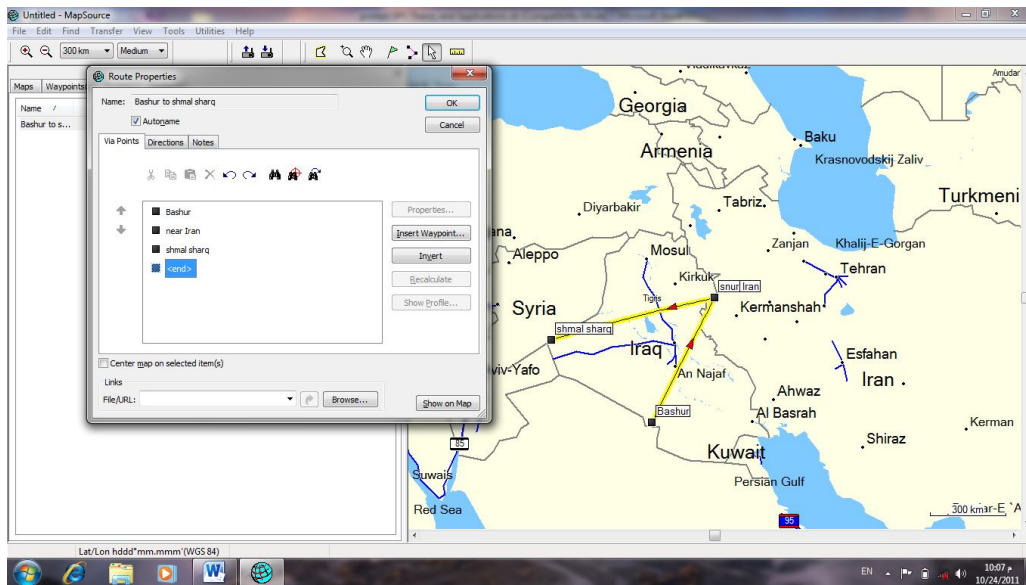 Untitled - MapSource
File Edit Find Transfer View Tools Utilities Help
300 km Medium
Maps Waypoints
Name /
Bashur to s...
Route Properties
Name: Bashur to shmal sharq
Autoname
OK
Cancel
Via Points Directions Notes
Bashur
near Iran
shmal sharq
<end>
Properties...
Insert Waypoint...
Invert
Recalculate
Show Profile...
Center map on selected item(s)
Links
File/URL:
Browse...
Show on Map
Amudar
Georgia
Baku
Armenia
Krasnovodskij Zaliv
Turkmeni
Diyarbakir
Tabriz
ana
Zanjan
Khalij-E-Gorgan
Aleppo
Mosul
Tehran
Kirkuk
snur Iran
Tigris
Kermanshah
Syria
shmal sharq
Iraq
Esfahan
viv-Yafo
An Najaf
Iran
Ahwaz
Bashur
Al Basrah
Kerman
85
Shiraz
Kuwait
Suwais
Persian Gulf
Red Sea
300 km
ar-E 'A
95
Lat/Lon hddd°mm.mmm'(WGS 84)
EN
10:07 م
10/24/2011